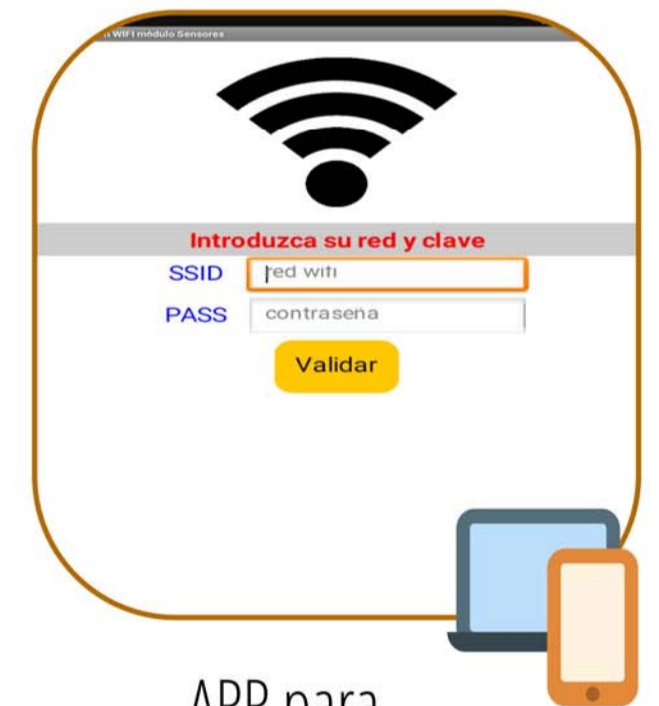 WIFI módulo Sensores
Introduzca su red y clave
SSID red wifi
PASS contraseña
Validar
APP para